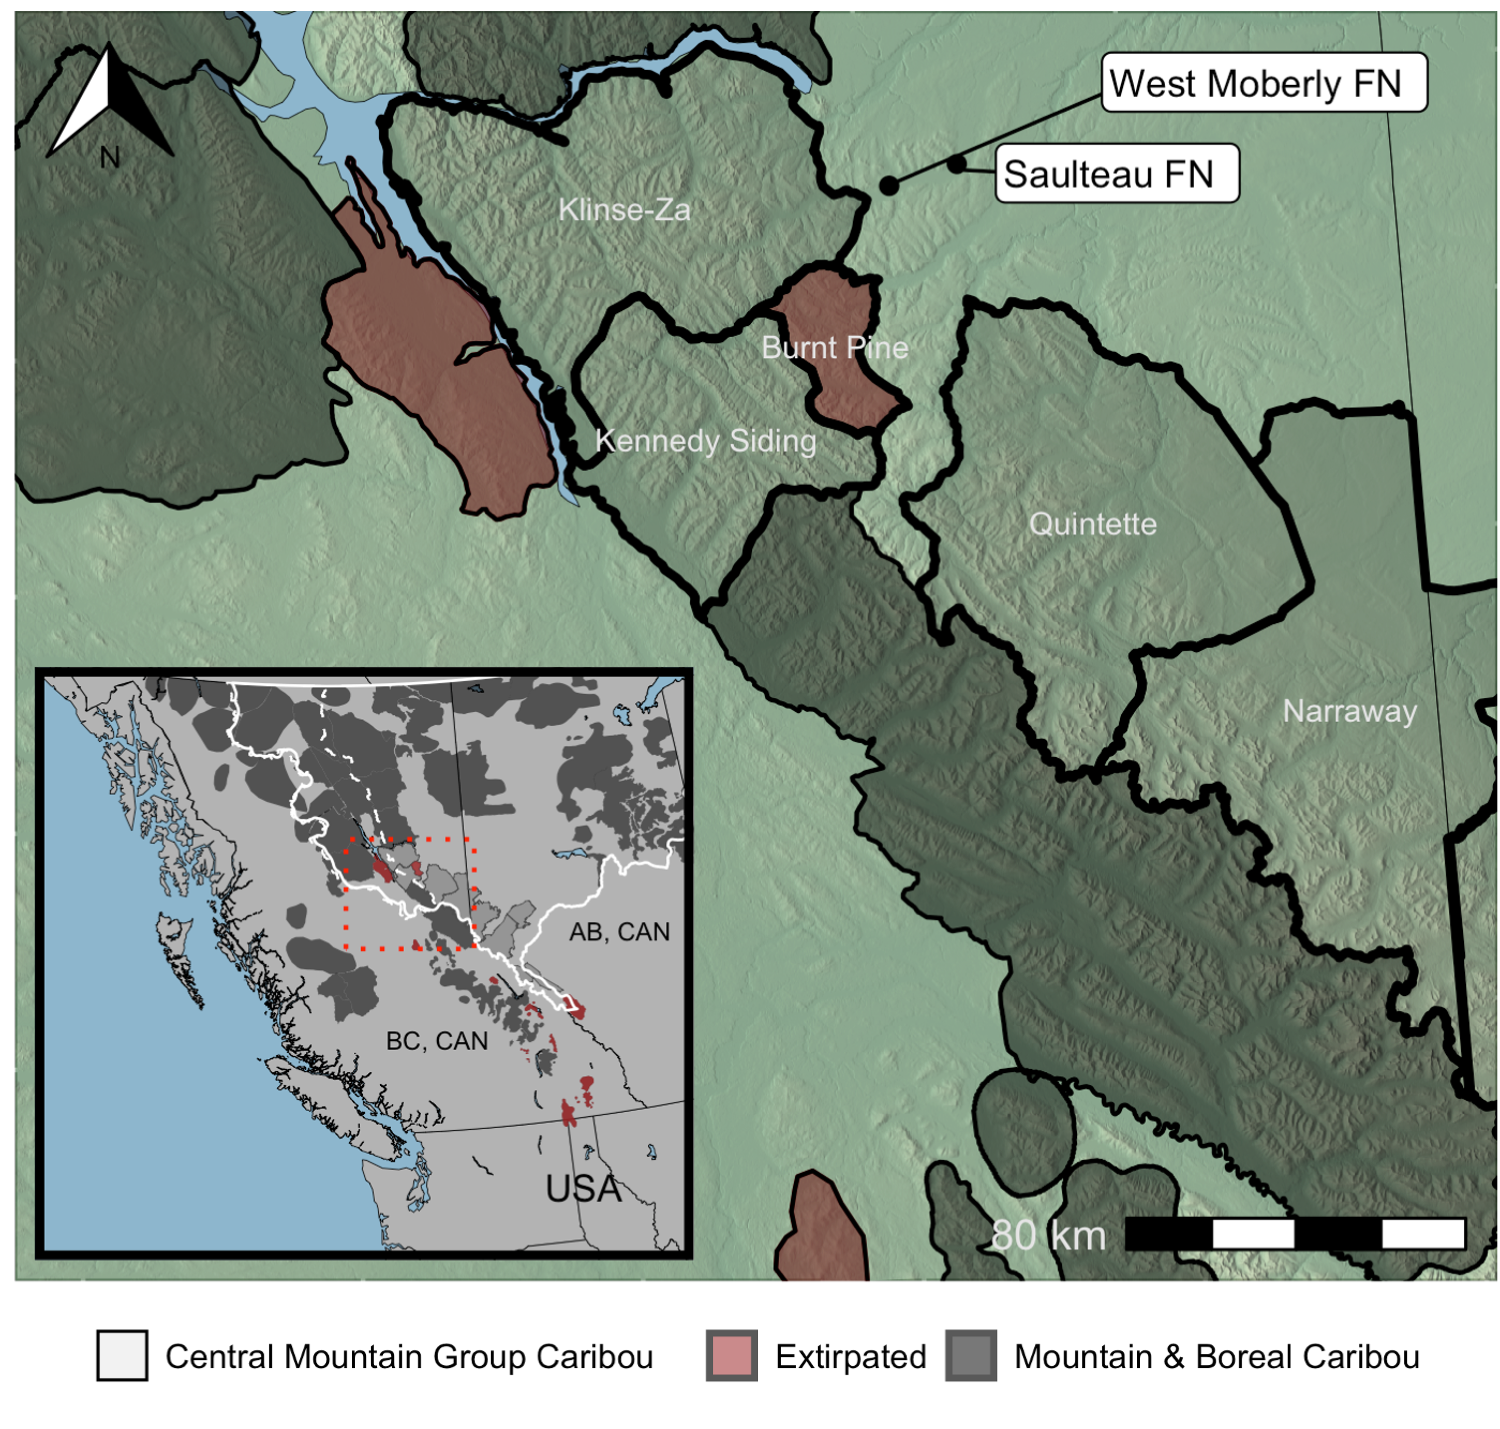 West Moberly FN
N
Saulteau FN
Klinse-Za
Burnt Pine
Kennedy Siding
Quintette
Narraway
AB, CAN
BC, CAN
USA
80 km
Central Mountain Group Caribou
Extirpated
Mountain & Boreal Caribou